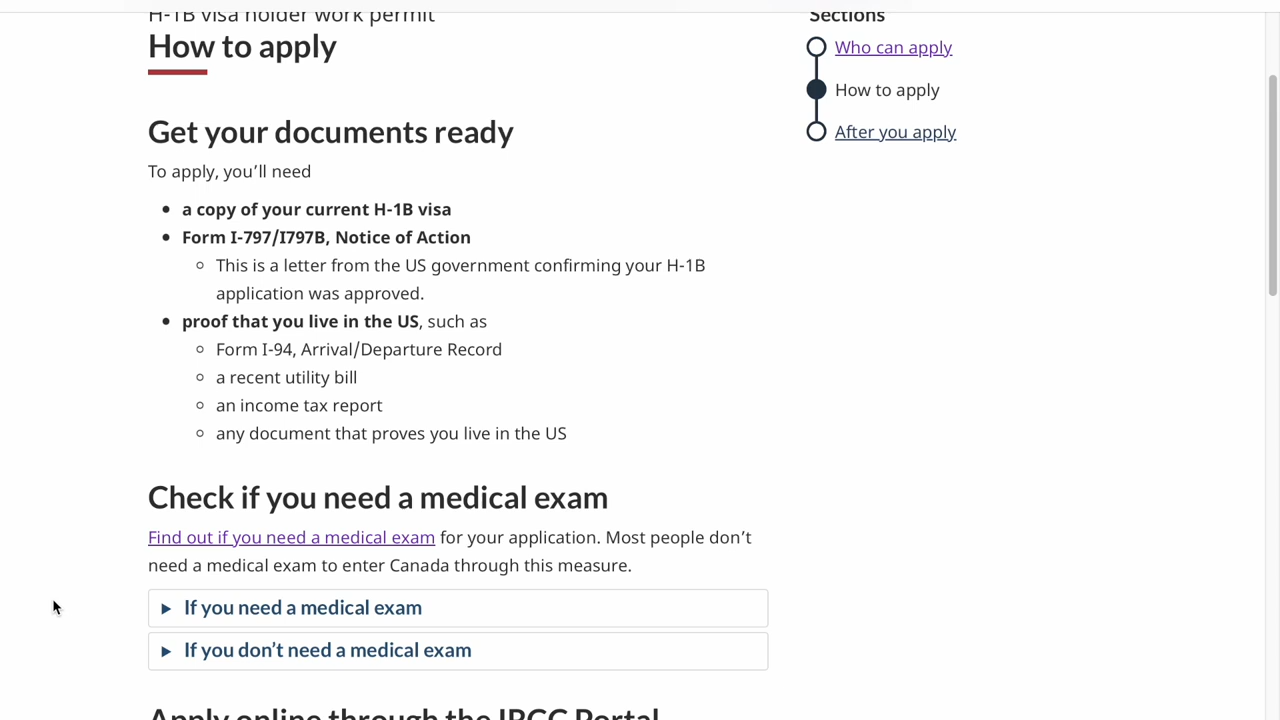 H-1B visa holder work permit
How to apply
Sections
Who can apply
How to apply
After you apply
Get your documents ready
To apply, you’ll need
a copy of your current H-1B visa
Form I-797/I797B, Notice of Action
This is a letter from the US government confirming your H-1B
application was approved.
proof that you live in the US, such as
Form I-94, Arrival/Departure Record
a recent utility bill
an income tax report
any document that proves you live in the US
Check if you need a medical exam
Find out if you need a medical exam for your application. Most people don’t
need a medical exam to enter Canada through this measure.
If you need a medical exam
If you don’t need a medical exam
Apply online through the IRCC Portal